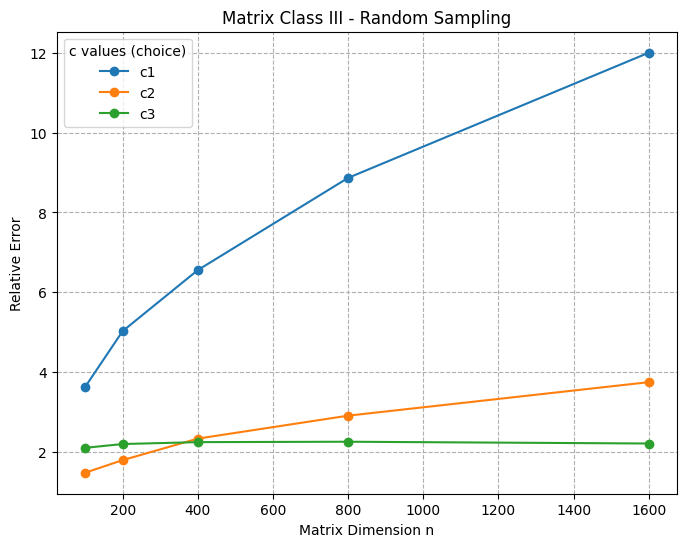 Matrix Class III - Random Sampling
c values (choice)
c1
c2
c3
Relative Error
12
10
8
6
4
2
200 400 600 800 1000 1200 1400 1600
Matrix Dimension n